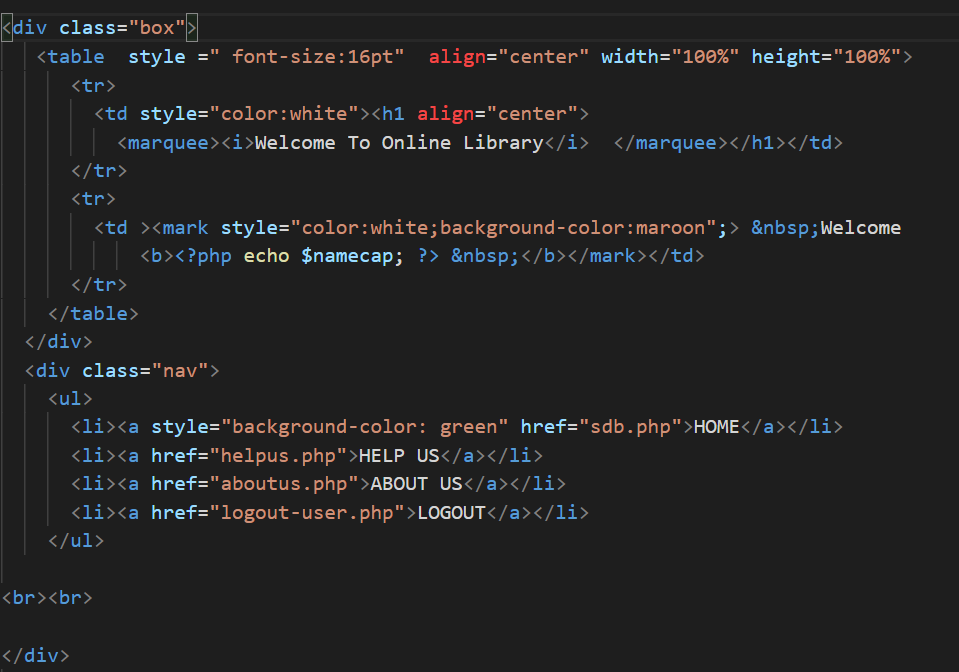 <div class="box">
<table  style =" font-size:16pt"  align="center" width="100%" height="100%">
<tr>
<td style="color:white"><h1 align="center">
<marquee><i>Welcome To Online Library</i>  </marquee></h1></td>
</tr>
<tr>
<td ><mark style="color:white;background-color:maroon";> &nbsp;Welcome
<b><?php echo $namecap; ?> &nbsp;</b></mark></td>
</tr>
</table>
</div>
<div class="nav">
<ul>
<li><a style="background-color: green" href="sdb.php">HOME</a></li>
<li><a href="helpus.php">HELP US</a></li>
<li><a href="aboutus.php">ABOUT US</a></li>
<li><a href="logout-user.php">LOGOUT</a></li>
</ul>
<br><br>
</div>